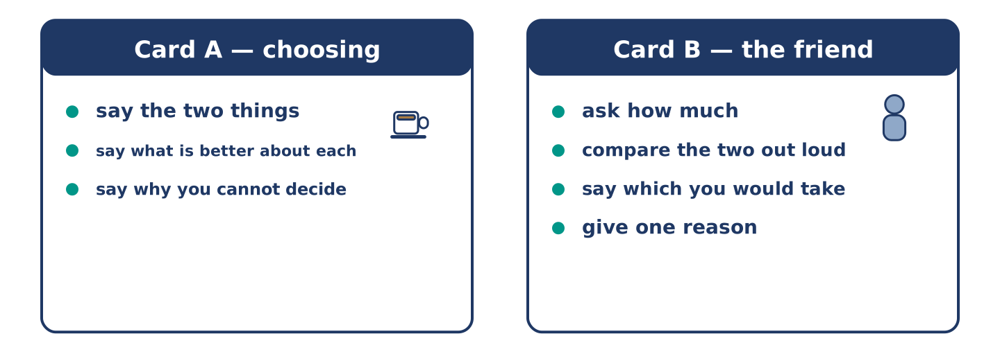 Card A — choosing
say the two things
say what is better about each
say why you cannot decide
Card B — the friend
ask how much
compare the two out loud
say which you would take
give one reason